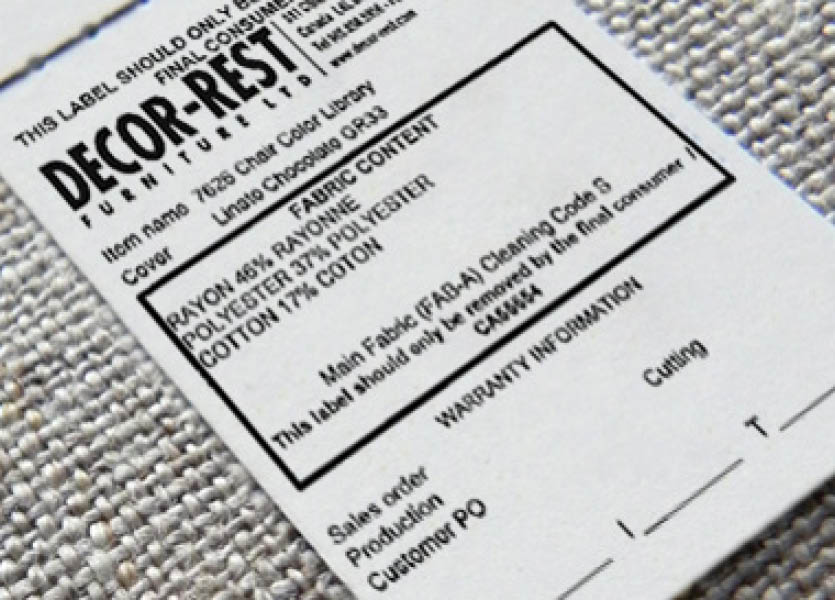 THIS LABEL SHOULD ONLY BE
FINAL CONSUME
DECOR-REST
FURNITURE LTD
www.decor-rest.com
Item name 7626 Chair Color Library
Cover Linato Chocolate GR33
FABRIC CONTENT
RAYON 46% RAYONNE
POLYESTER 37% POLYESTER
COTTON 17% COTON
Main Fabric (FAB-A) Cleaning Code S
This label should only be removed by the final consumer !
WARRANTY INFORMATION
Cutting
Sales order
Production
Customer PO
I
T